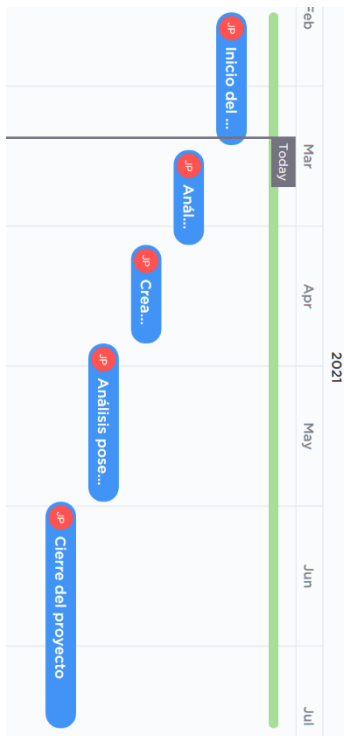 2021
Feb Mar Apr May Jun Jul
Today
JP Inicio del ...
JP Anál...
JP Crea...
JP Análisis pose...
JP Cierre del proyecto